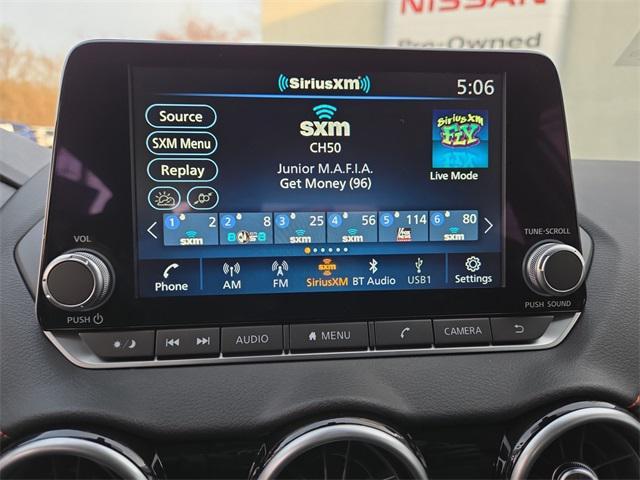 NISSAN
Pre-Owned
SiriusXM
5:06
Source
SXM Menu
Replay
sxm
CH50
Junior M.A.F.I.A.
Get Money (96)
SiriusXM
FLY
Live Mode
1 2 sxm
2 8
3 25 sxm
4 56 sxm
5 114
6 80 sxm
Phone
AM
FM
SiriusXM
BT Audio
USB1
Settings
VOL
PUSH
TUNE·SCROLL
PUSH SOUND
AUDIO
MENU
CAMERA